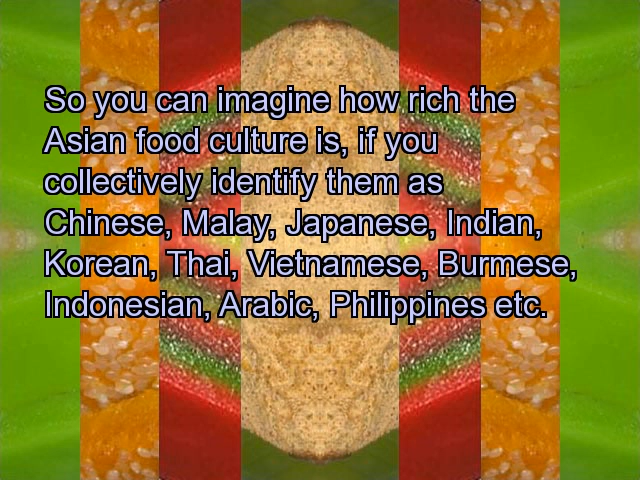 So you can imagine how rich the
Asian food culture is, if you
collectively identify them as
Chinese, Malay, Japanese, Indian,
Korean, Thai, Vietnamese, Burmese,
Indonesian, Arabic, Philippines etc.